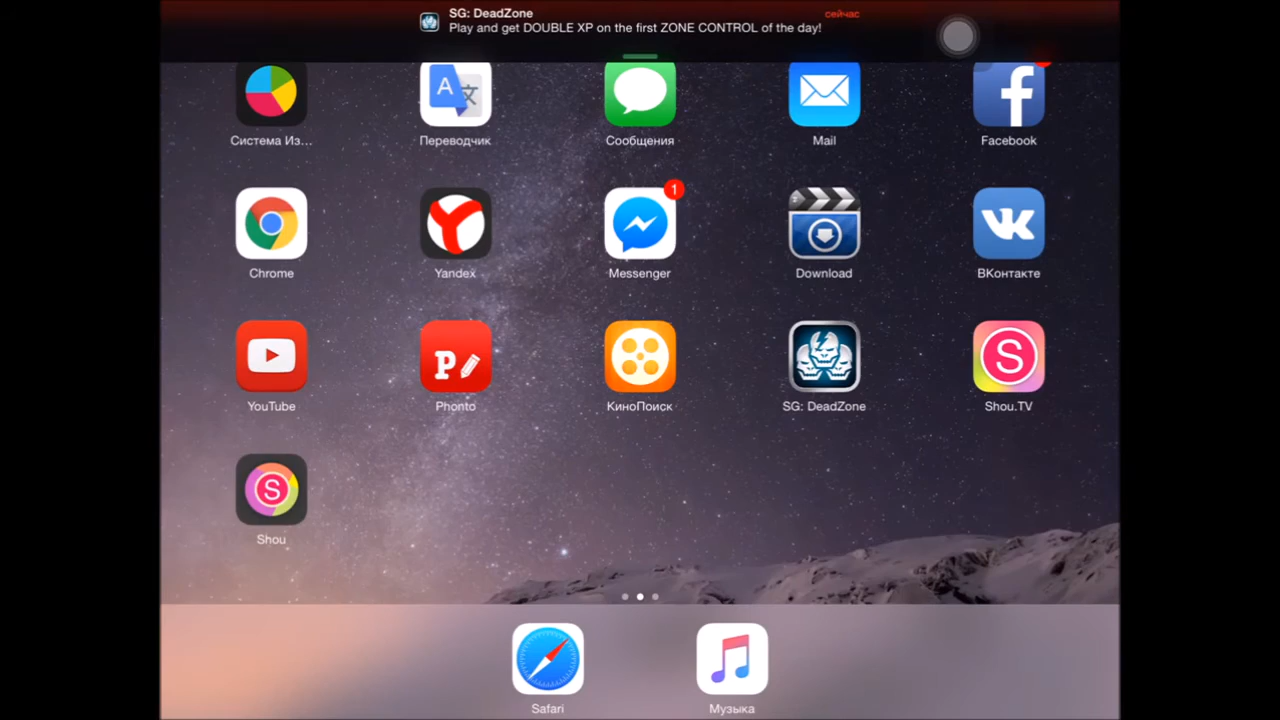 SG: DeadZone
сейчас
Play and get DOUBLE XP on the first ZONE CONTROL of the day!
Система Из...
Переводчик
Сообщения
Mail
Facebook
1
Chrome
Yandex
Messenger
Download
ВКонтакте
YouTube
Phonto
КиноПоиск
SG: DeadZone
Shou.TV
Shou
Safari
Музыка